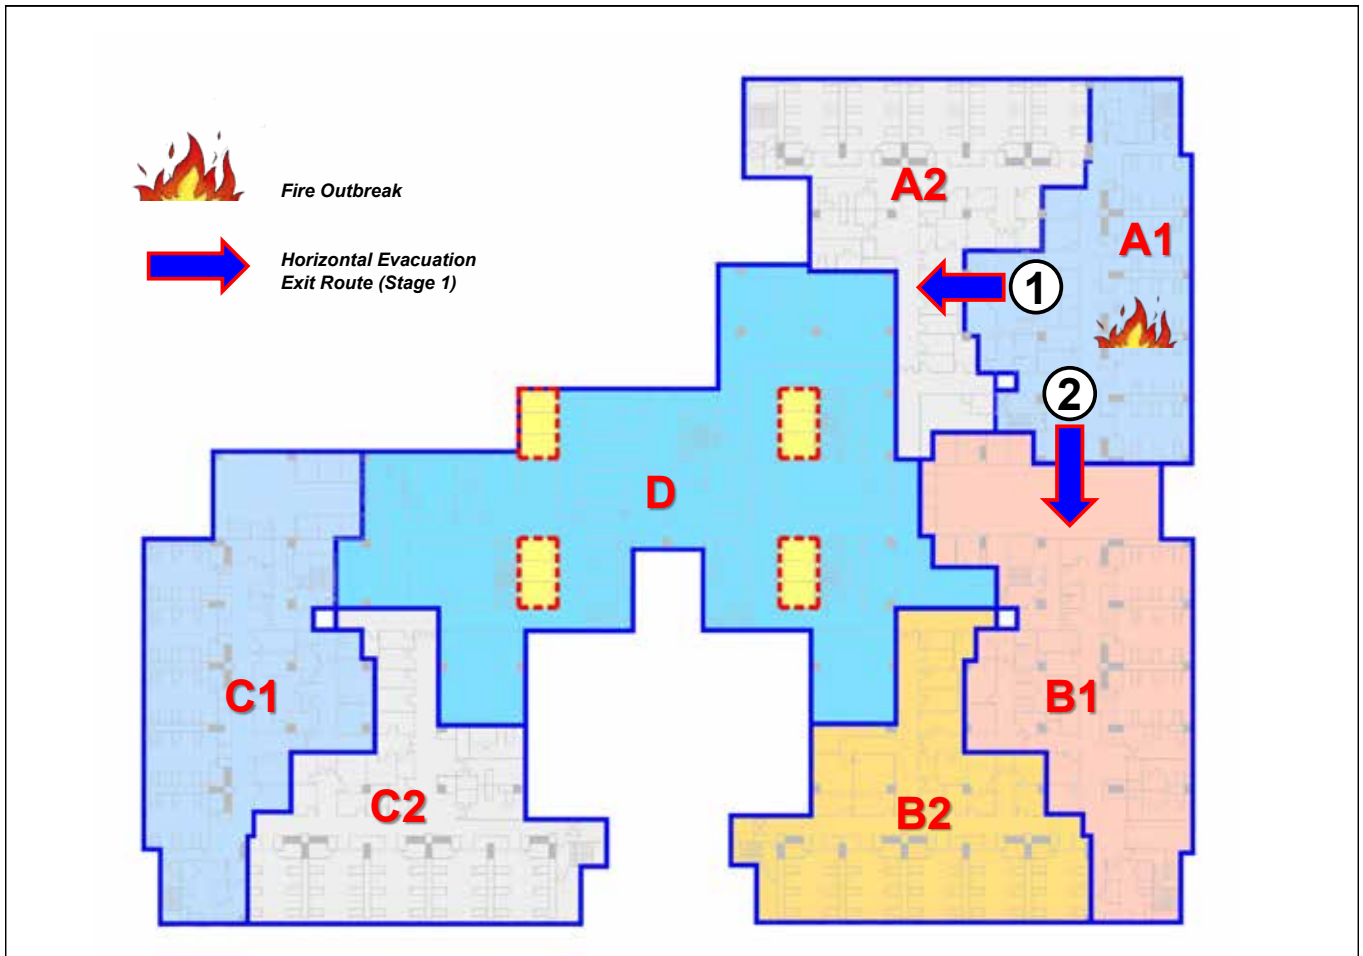 Fire Outbreak
Horizontal Evacuation
Exit Route (Stage 1)
A2
A1
1
2
D
C1
B1
C2
B2